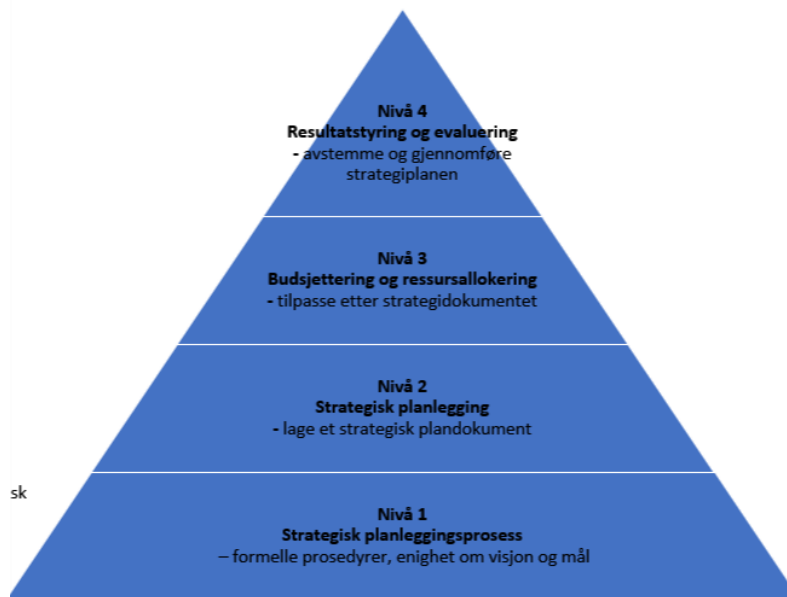 Nivå 4
Resultatstyring og evaluering
- avstemme og gjennomføre
strategiplanen
Nivå 3
Budsjettering og ressursallokering
- tilpasse etter strategidokumentet
Nivå 2
Strategisk planlegging
- lage et strategisk plandokument
sk
Nivå 1
Strategisk planleggingsprosess
– formelle prosedyrer, enighet om visjon og mål